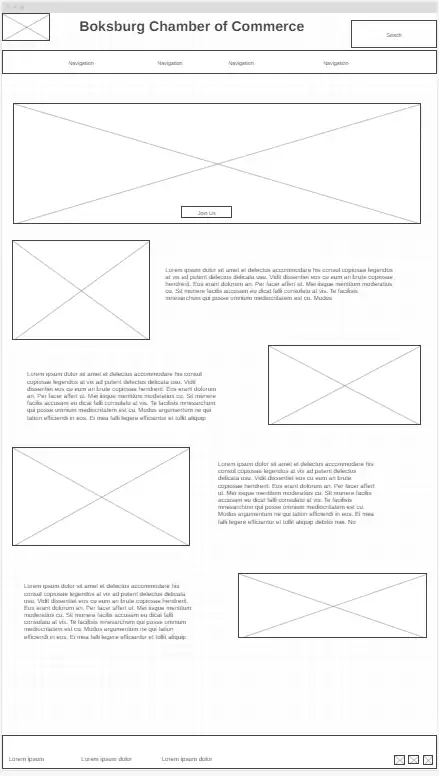 Boksburg Chamber of Commerce
Search
Navigation Navigation Navigation Navigation
Join Us
Lorem ipsum dolor sit amet el delectus accommodare his consul copiosae legendos
at vix ad putent delectus delicata usu. Vidit dissentiet eos cu eum an brute copiosae
hendrerit. Eos erant dolorum an. Per facer affert ut. Mei iisque mentitum moderatius
cu. Sit munere facilis accusam eu dicat falli consulatu at vis. Te facilisis
mnesarchum qui posse omnium mediocritatem est cu. Modus
Lorem ipsum dolor sit amet el delectus accommodare his consul
copiosae legendos at vix ad putent delectus delicata usu. Vidit
dissentiet eos cu eum an brute copiosae hendrerit. Eos erant dolorum
an. Per facer affert ut. Mei iisque mentitum moderatius cu. Sit munere
facilis accusam eu dicat falli consulatu at vis. Te facilisis mnesarchum
qui posse omnium mediocritatem est cu. Modus argumentum ne qui
tation efficiendi in eos. Ei mea falli legere efficiantur et tollit aliquip
Lorem ipsum dolor sit amet el delectus accommodare his
consul copiosae legendos at vix ad putent delectus
delicata usu. Vidit dissentiet eos cu eum an brute
copiosae hendrerit. Eos erant dolorum an. Per facer affert
ut. Mei iisque mentitum moderatius cu. Sit munere facilis
accusam eu dicat falli consulatu at vis. Te facilisis
mnesarchum qui posse omnium mediocritatem est cu.
Modus argumentum ne qui tation efficiendi in eos. Ei mea
falli legere efficiantur et tollit aliquip debitis mei. No
Lorem ipsum dolor sit amet el delectus accommodare his
consul copiosae legendos at vix ad putent delectus delicata
usu. Vidit dissentiet eos cu eum an brute copiosae hendrerit.
Eos erant dolorum an. Per facer affert ut. Mei iisque mentitum
moderatius cu. Sit munere facilis accusam eu dicat falli
consulatu at vis. Te facilisis mnesarchum qui posse omnium
mediocritatem est cu. Modus argumentum ne qui tation
efficiendi in eos. Ei mea falli legere efficiantur et tollit aliquip
Lorem ipsum Lorem ipsum dolor Lorem ipsum dolor